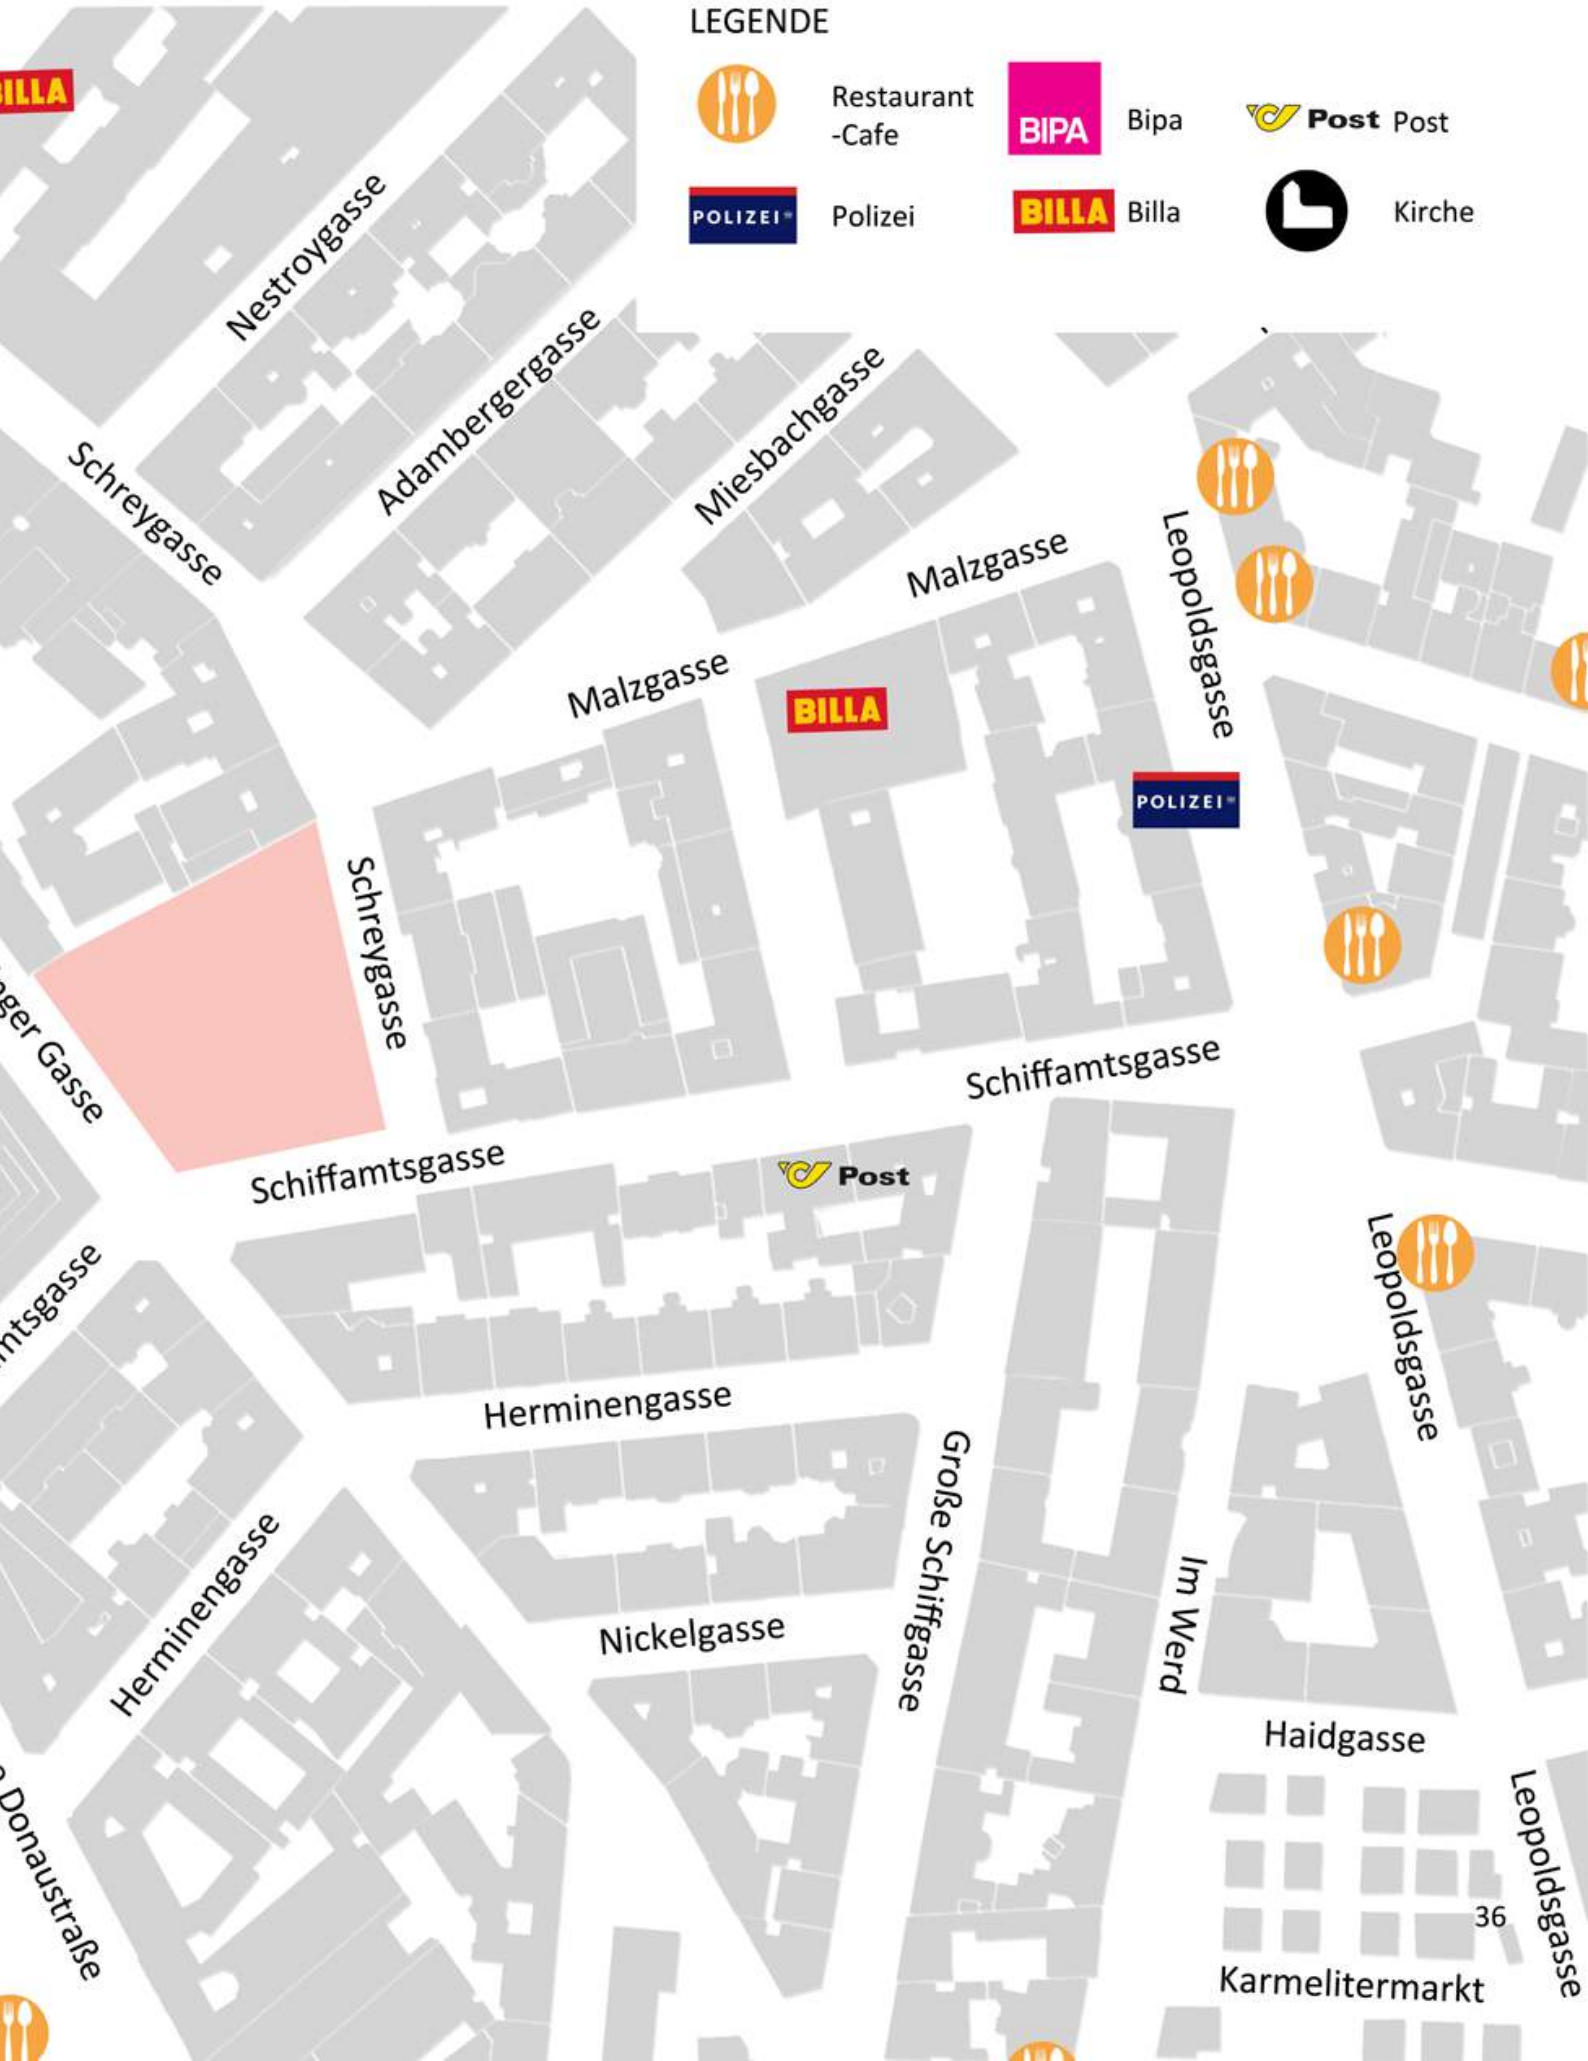 LEGENDE
Restaurant
-Cafe
BIPA
Bipa
Post
Post
POLIZEI
Polizei
BILLA
Billa
Kirche
BILLA
Nestroygasse
Adambergergasse
Miesbachgasse
Schreygasse
Malzgasse
Leopoldsgasse
Malzgasse
BILLA
POLIZEI
Schreygasse
Gasse
Schiffamtsgasse
Schiffamtsgasse
Post
Leopoldsgasse
Herminengasse
Große Schiffgasse
Herminengasse
Im Werd
Nickelgasse
Haidgasse
Donaustraße
Leopoldsgasse
36
Karmelitermarkt